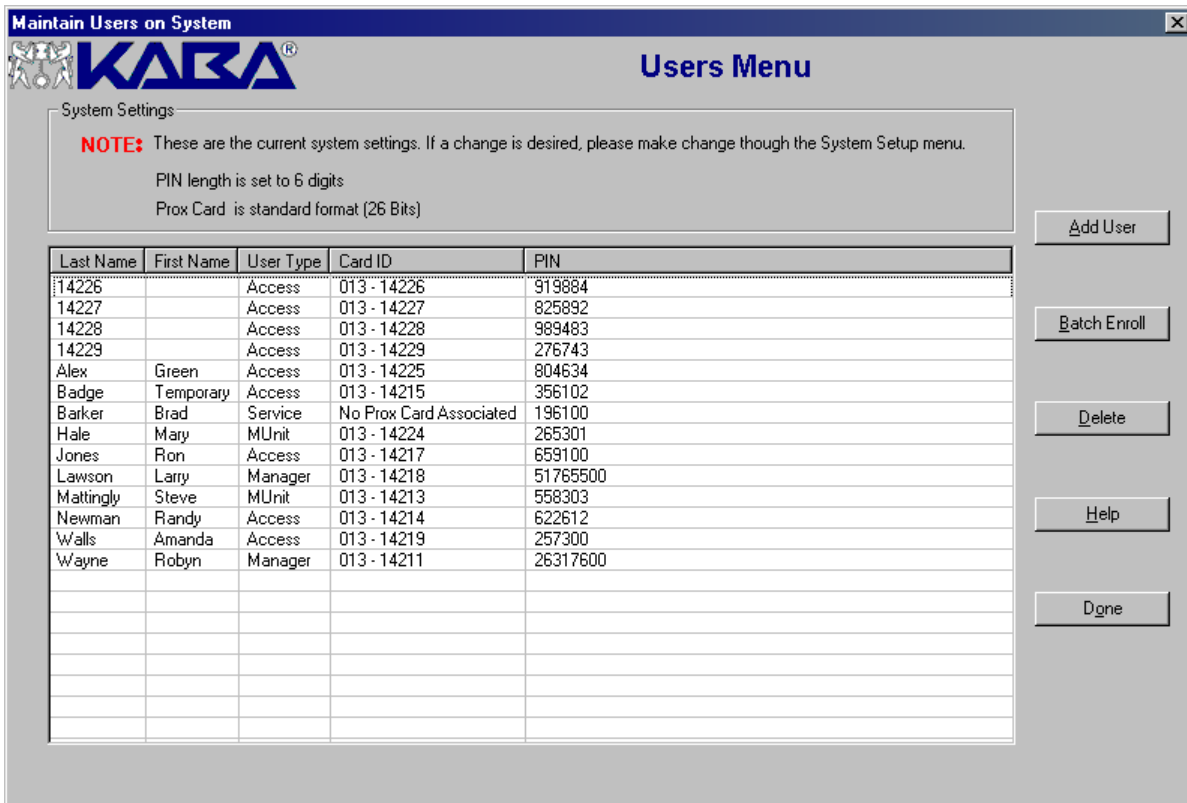 Maintain Users on System
KABA®
Users Menu
System Settings
NOTE: These are the current system settings. If a change is desired, please make change though the System Setup menu.
PIN length is set to 6 digits
Prox Card is standard format (26 Bits)
Add User
Last Name First Name User Type Card ID PIN
14226 Access 013 - 14226 919884
14227 Access 013 - 14227 825892
14228 Access 013 - 14228 989483
14229 Access 013 - 14229 276743
Alex Green Access 013 - 14225 804634
Badge Temporary Access 013 - 14215 356102
Barker Brad Service No Prox Card Associated 196100
Hale Mary MUnit 013 - 14224 265301
Jones Ron Access 013 - 14217 659100
Lawson Larry Manager 013 - 14218 51765500
Mattingly Steve MUnit 013 - 14213 558303
Newman Randy Access 013 - 14214 622612
Walls Amanda Access 013 - 14219 257300
Wayne Robyn Manager 013 - 14211 26317600
Batch Enroll
Delete
Help
Done